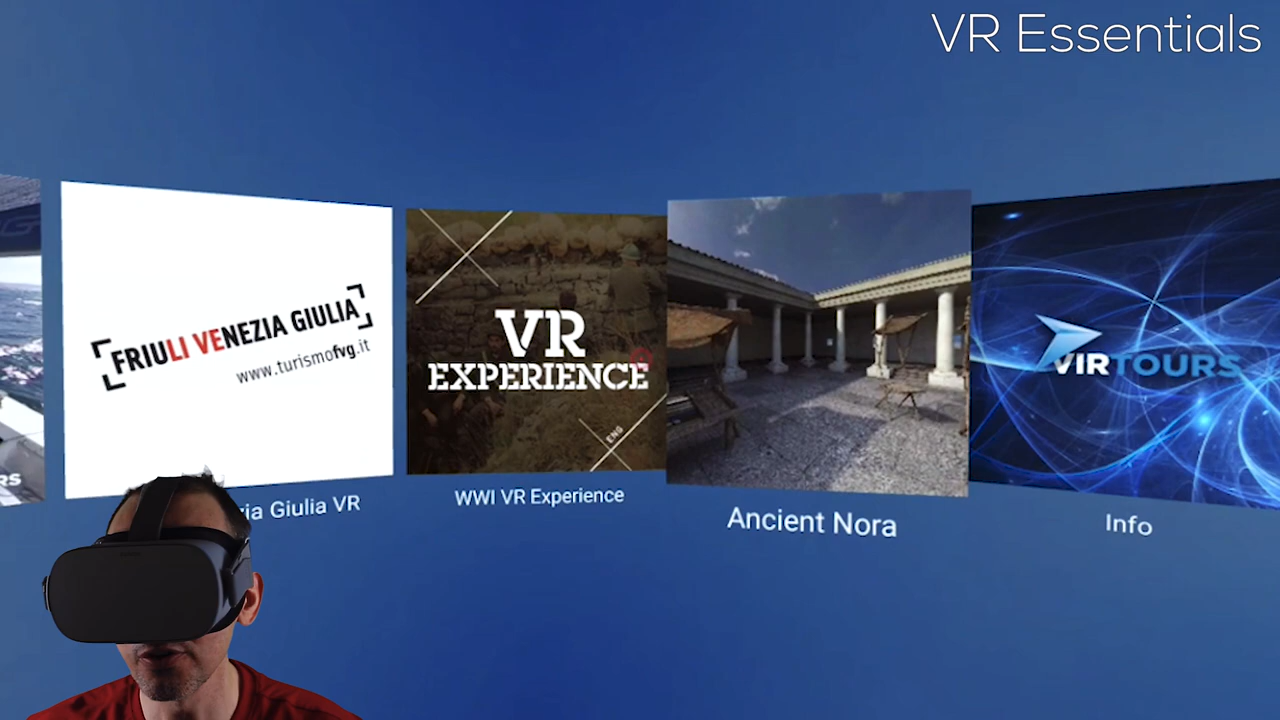 VR Essentials
FRIULI VENEZIA GIULIA
www.turismofvg.it
VR
EXPERIENCE
ENG
VIRTOURS
RS
ia Giulia VR
WWI VR Experience
Ancient Nora
Info